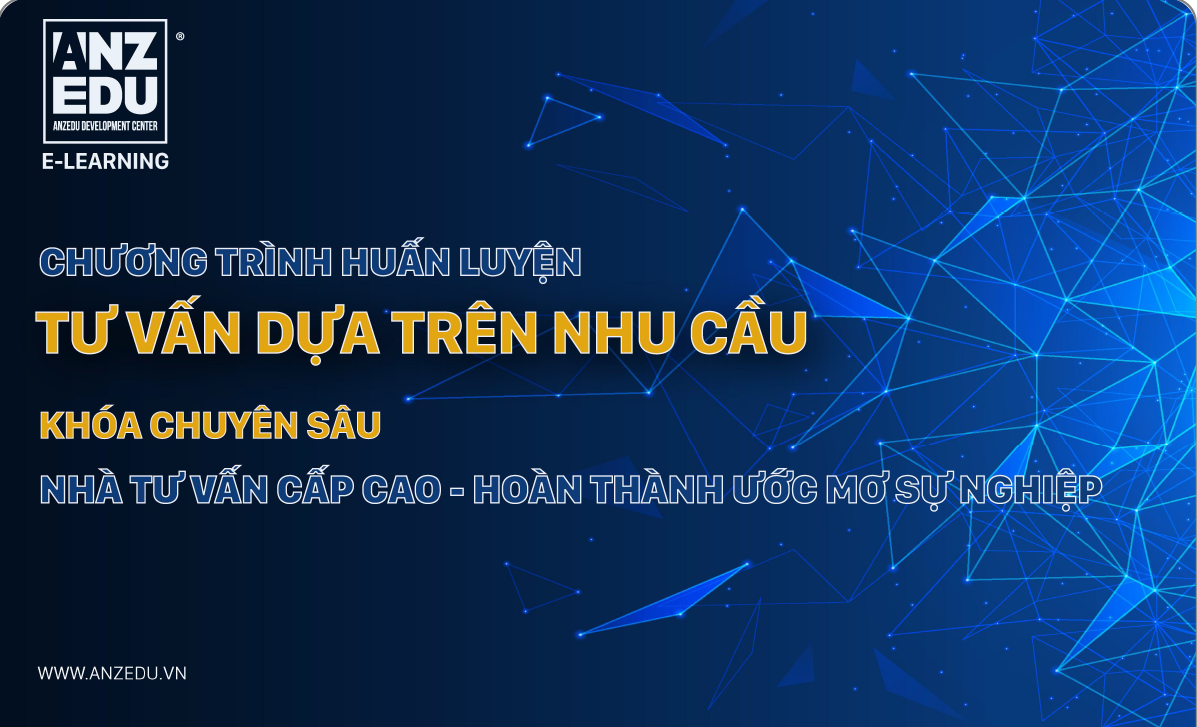 ANZ
EDU
®
ANZEDU DEVELOPMENT CENTER
E-LEARNING
CHƯƠNG TRÌNH HUẤN LUYỆN
TƯ VẤN DỰA TRÊN NHU CẦU
KHÓA CHUYÊN SÂU
NHÀ TƯ VẤN CẤP CAO - HOÀN THÀNH ƯỚC MƠ SỰ NGHIỆP
WWW.ANZEDU.VN